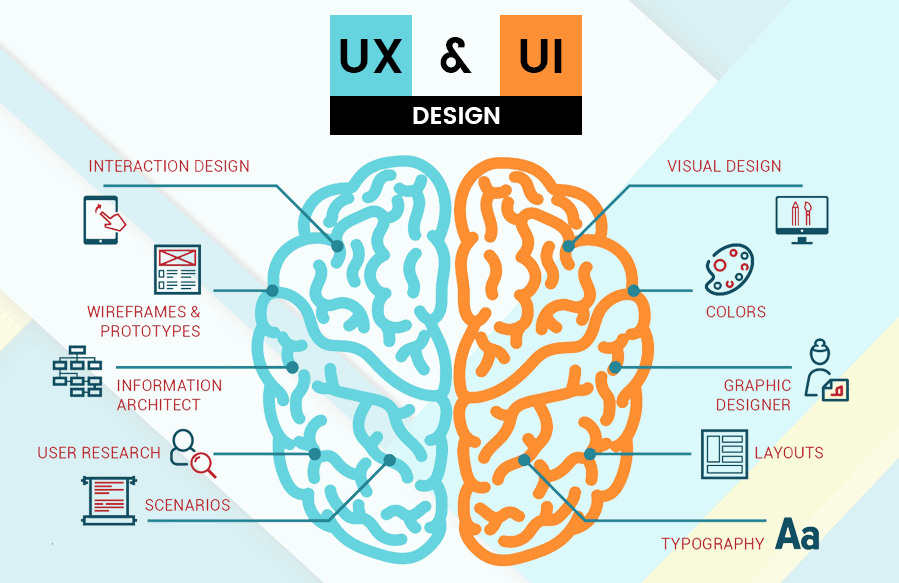 UX & UI
DESIGN
INTERACTION DESIGN
WIREFRAMES &
PROTOTYPES
INFORMATION
ARCHITECT
USER RESEARCH
SCENARIOS
VISUAL DESIGN
COLORS
GRAPHIC
DESIGNER
LAYOUTS
TYPOGRAPHY Aa